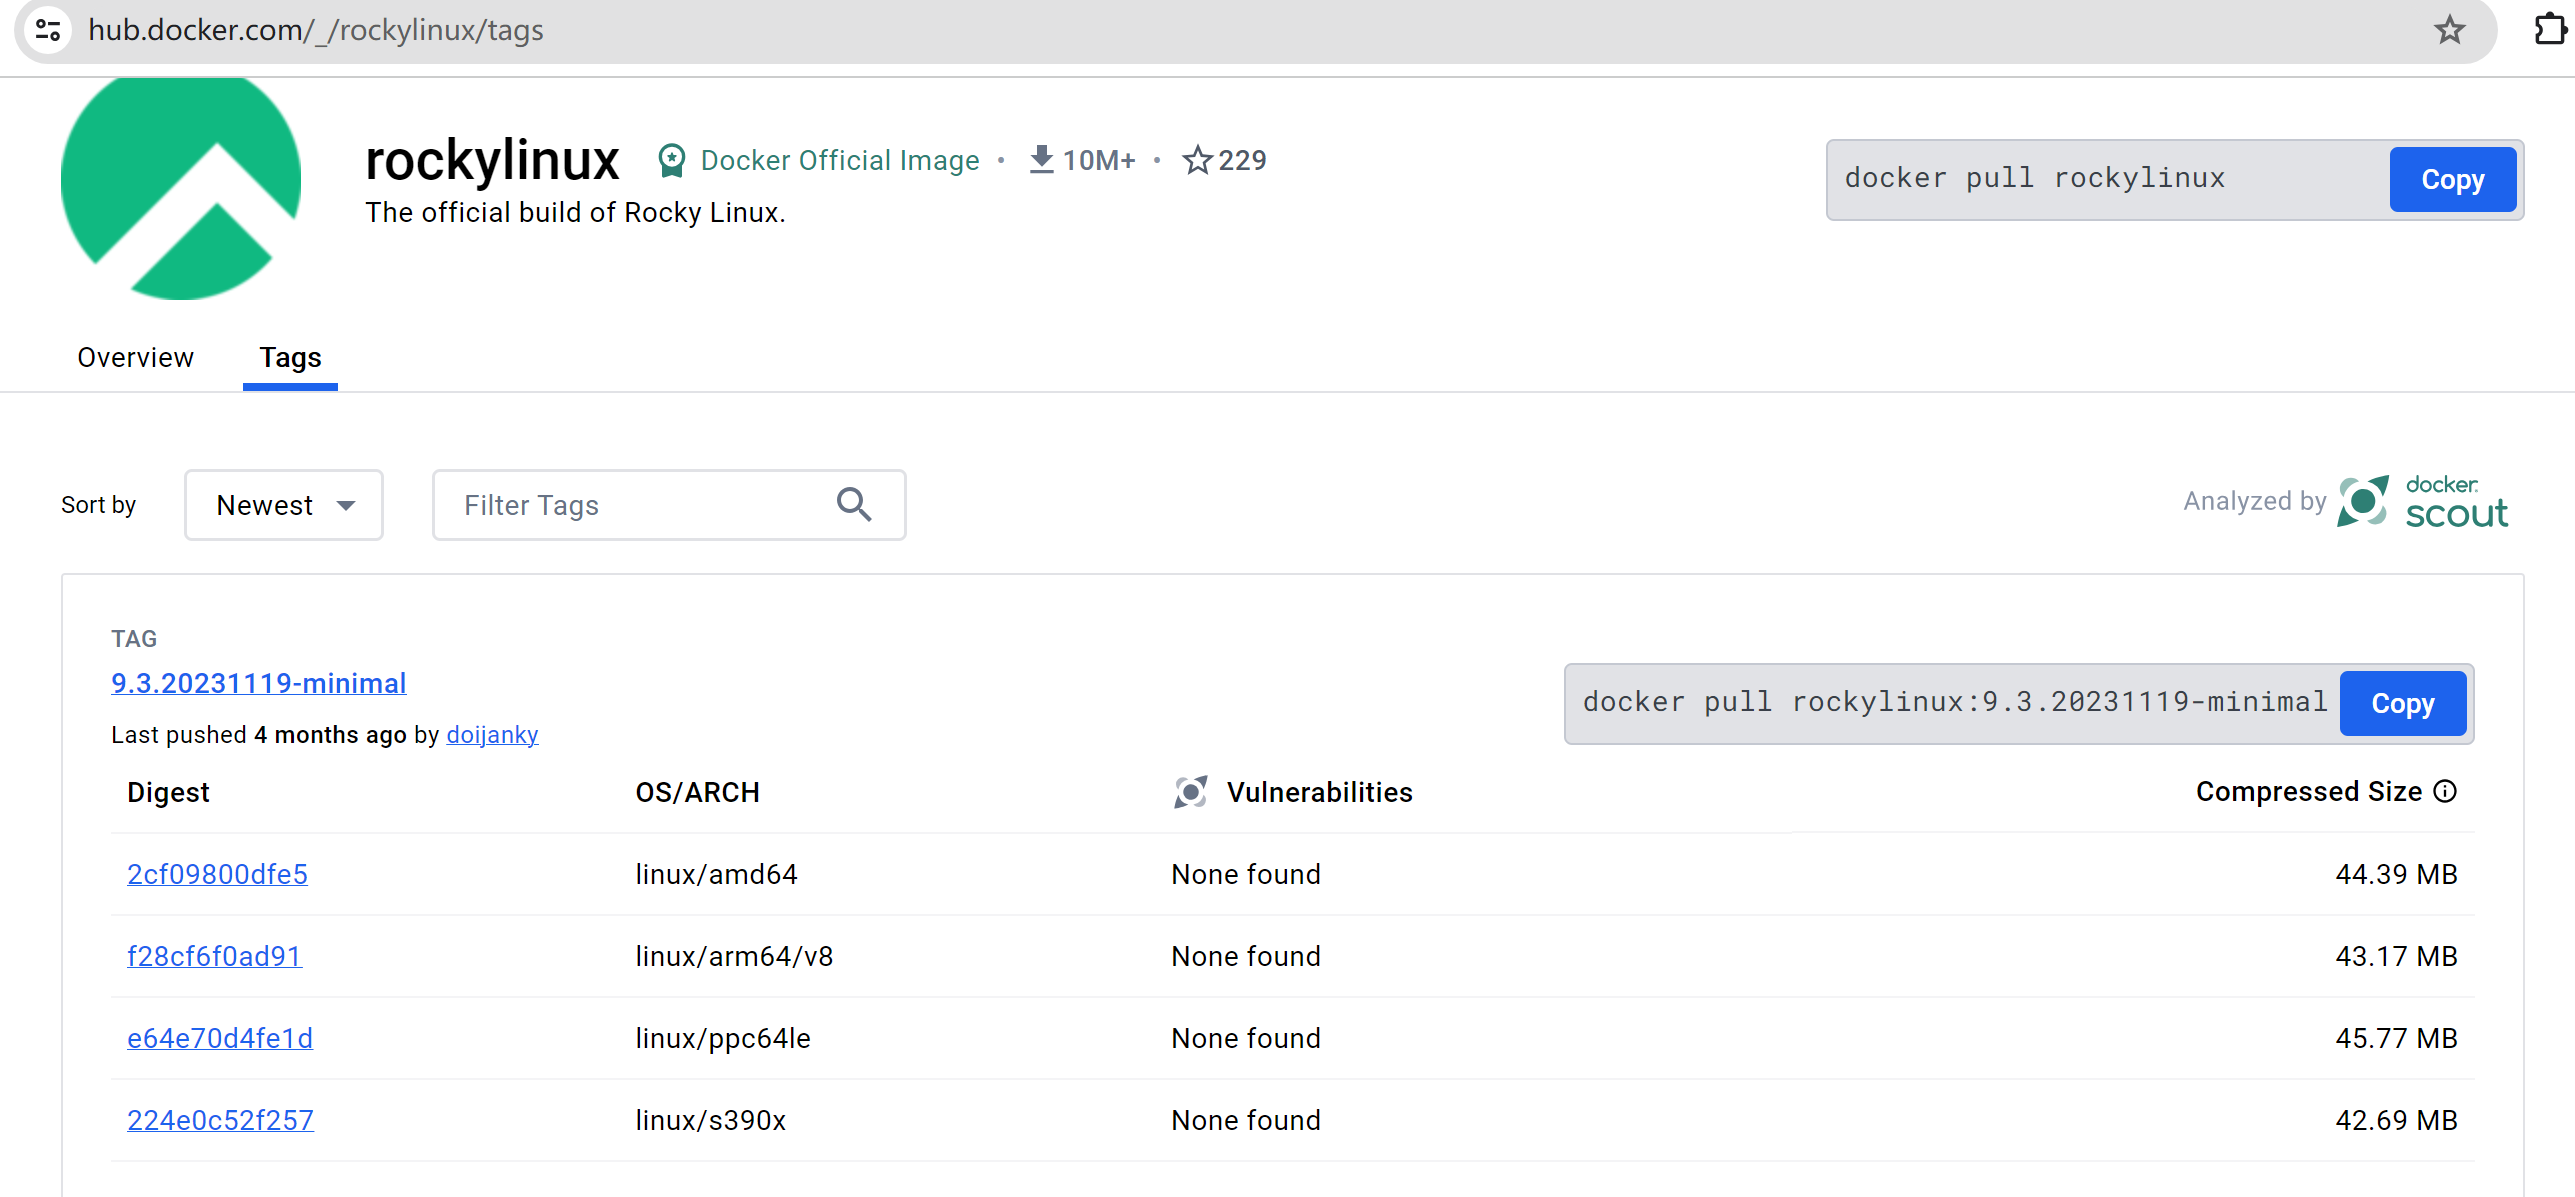 hub.docker.com/_/rockylinux/tags
rockylinux Docker Official Image • 10M+ • 229
The official build of Rocky Linux.
docker pull rockylinux Copy
Overview Tags
Sort by Newest Filter Tags Analyzed by docker scout
TAG
9.3.20231119-minimal
docker pull rockylinux:9.3.20231119-minimal Copy
Last pushed 4 months ago by doijanky
Digest OS/ARCH Vulnerabilities Compressed Size
2cf09800dfe5 linux/amd64 None found 44.39 MB
f28cf6f0ad91 linux/arm64/v8 None found 43.17 MB
e64e70d4fe1d linux/ppc64le None found 45.77 MB
224e0c52f257 linux/s390x None found 42.69 MB